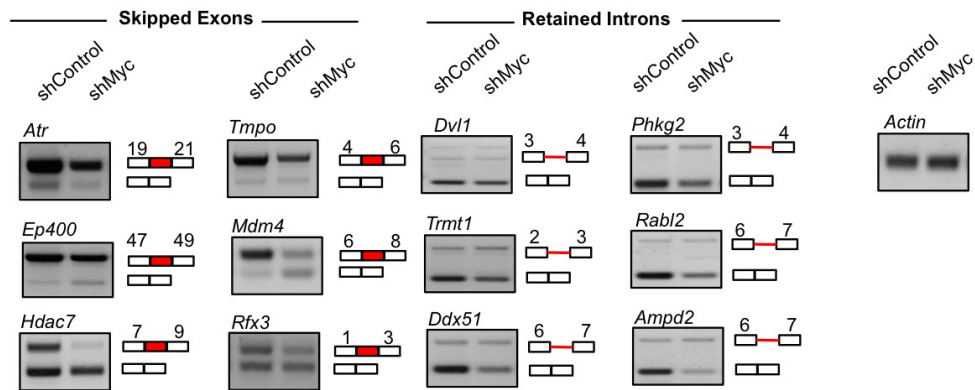 Skipped Exons
Retained Introns
shControl
shMyc
shControl
shMyc
shControl
shMyc
shControl
shMyc
shControl
shMyc
Atr
19 21
Tmpo
4 6
Dvl1
3 4
Phkg2
3 4
Actin
Ep400
47 49
Mdm4
6 8
Trmt1
2 3
Rabl2
6 7
Hdac7
7 9
Rfx3
1 3
Ddx51
6 7
Ampd2
6 7